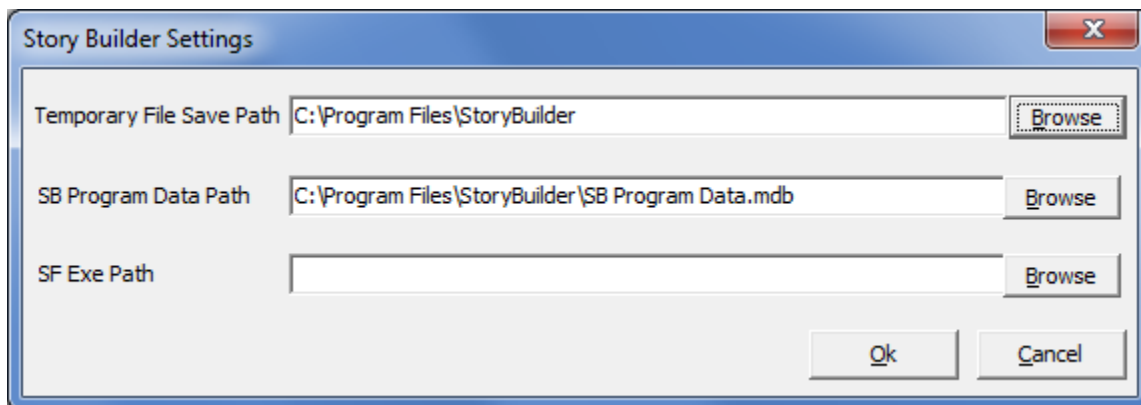 Story Builder Settings
Temporary File Save Path C:\Program Files\StoryBuilder Browse
SB Program Data Path C:\Program Files\StoryBuilder\SB Program Data.mdb Browse
SF Exe Path Browse
Ok Cancel